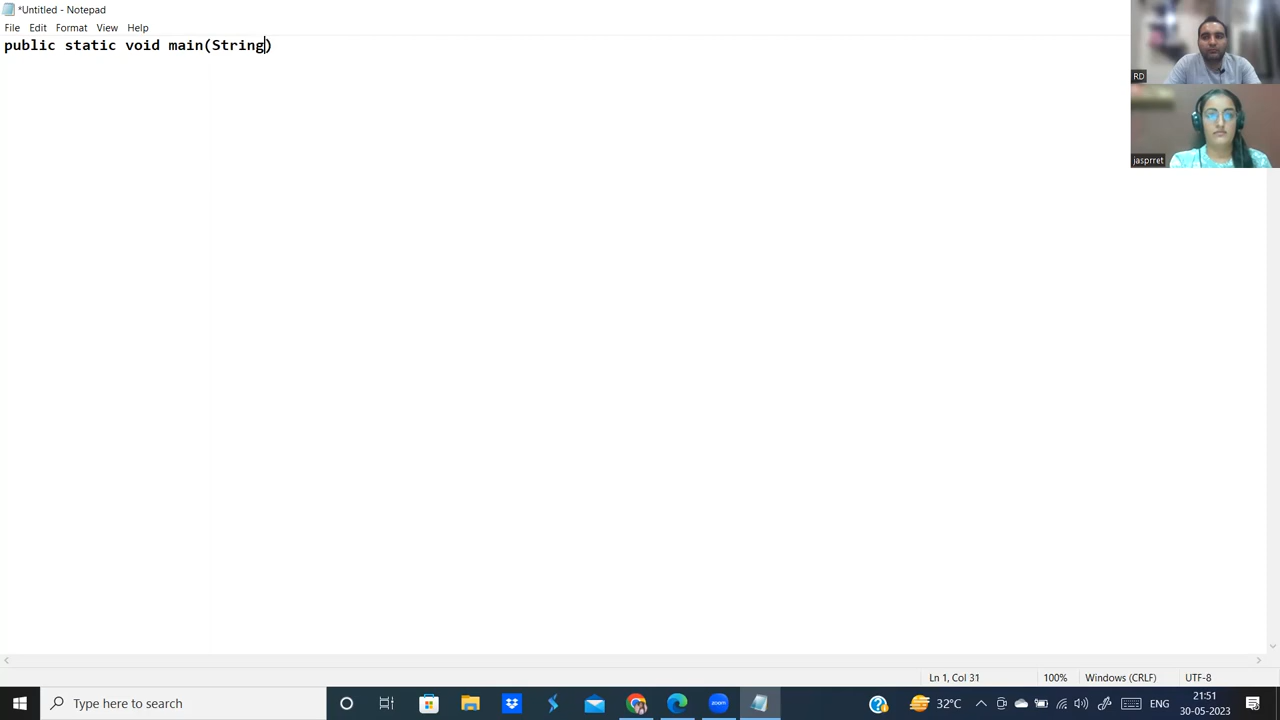 *Untitled - Notepad
File Edit Format View Help
public static void main(String)
RD
jasprret
Ln 1, Col 31 100% Windows (CRLF) UTF-8
Type here to search
zoom
32°C
ENG
21:51
30-05-2023